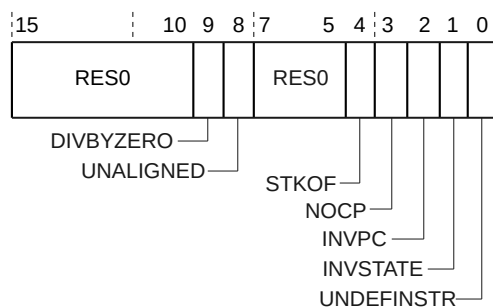 15 10 9 8 7 5 4 3 2 1 0
RES0 RES0
DIVBYZERO
UNALIGNED
STKOF
NOCP
INVPC
INVSTATE
UNDEFINSTR